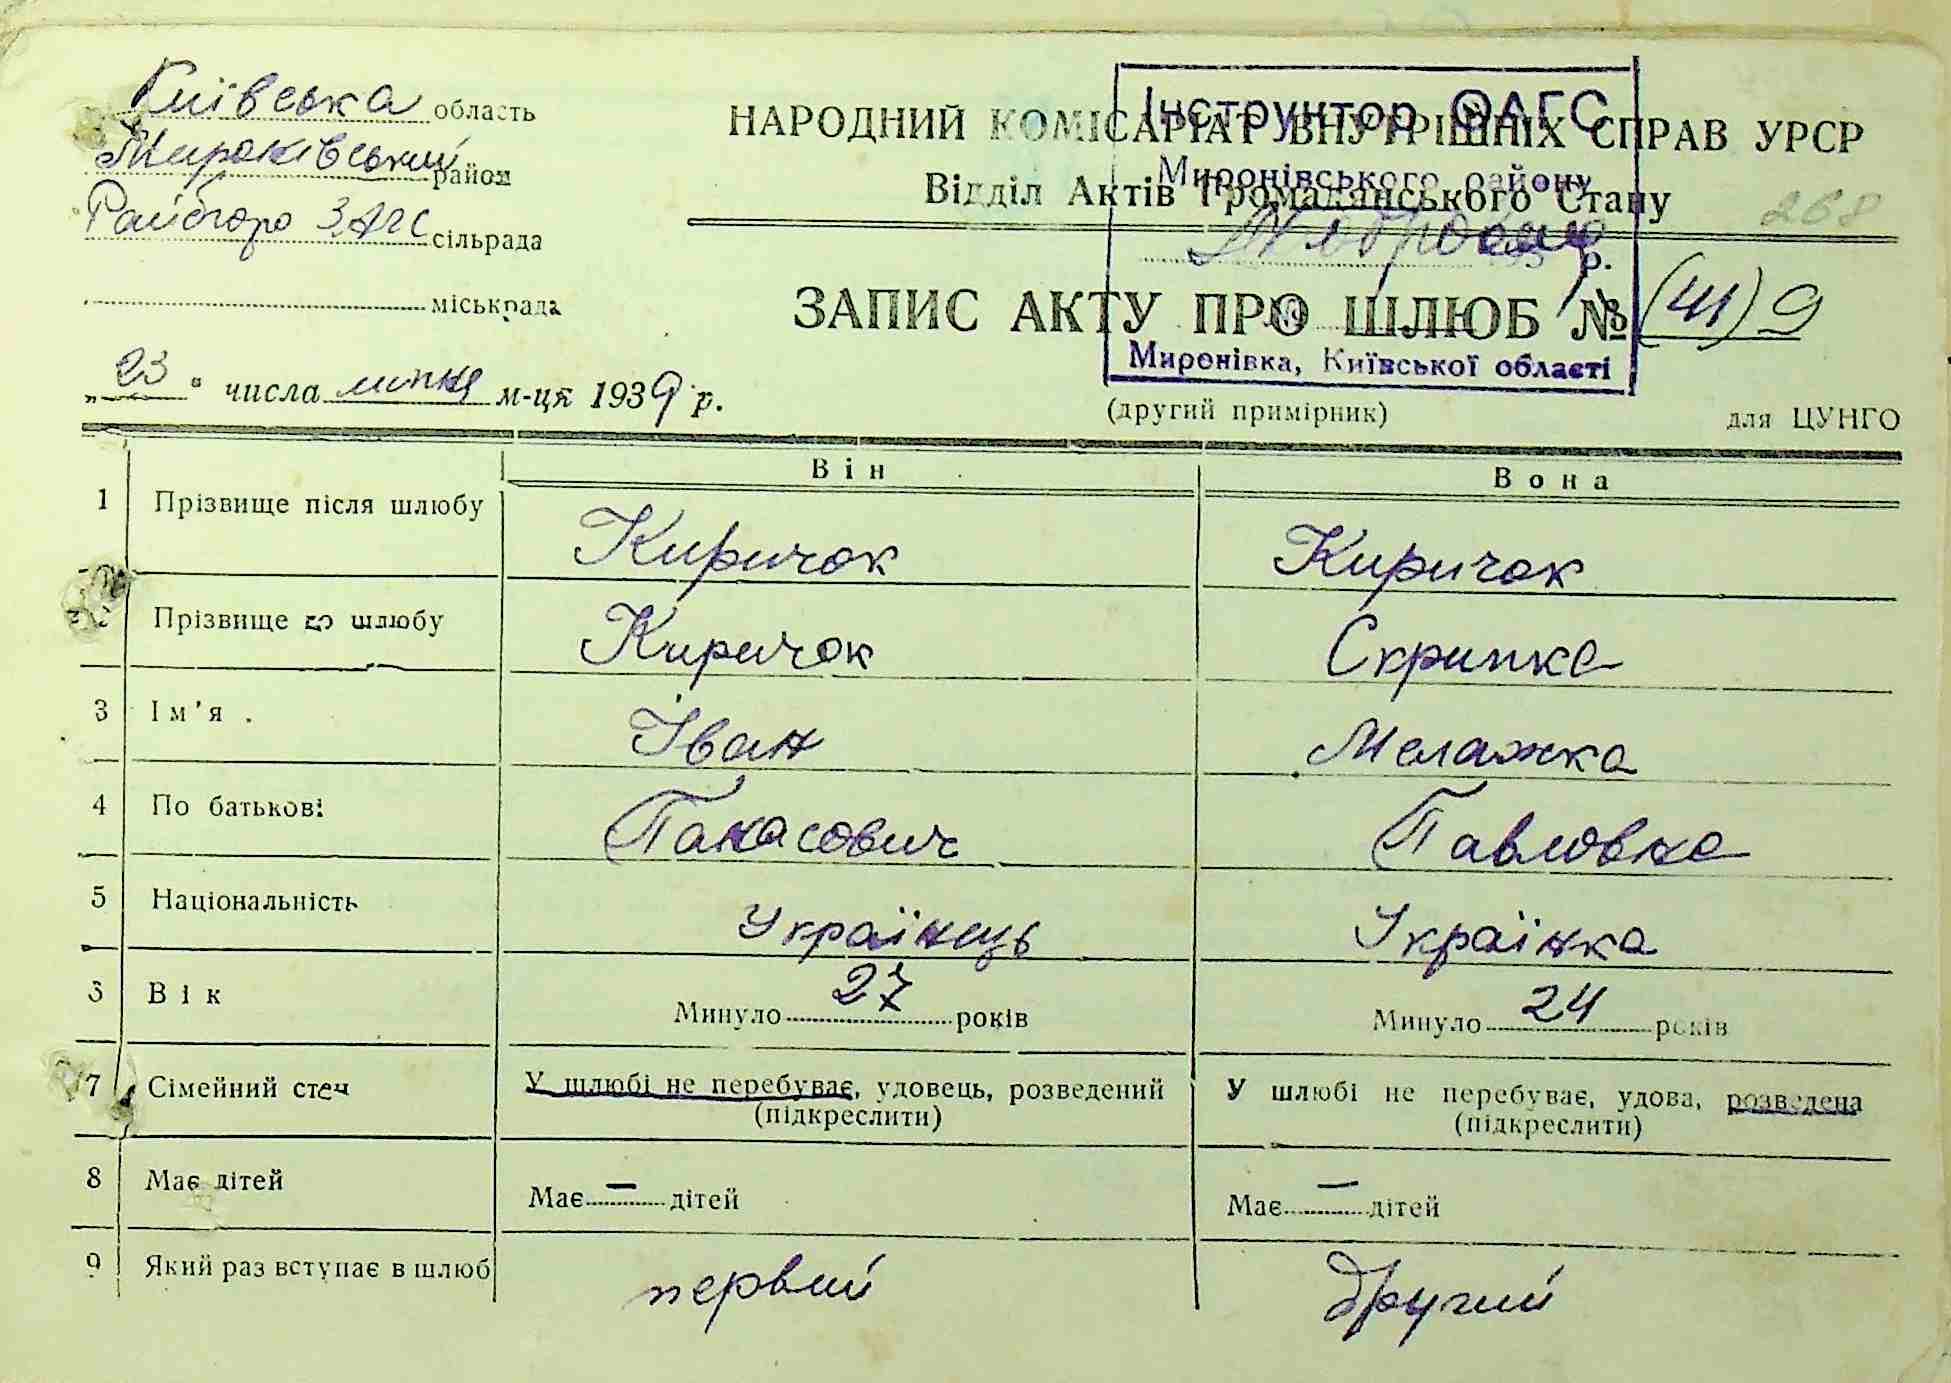 Київська область
Миронівський район
Райбюро ЗАГС сільрада
міськрада
НАРОДНИЙ КОМІСАРІАТ ВНУТРІШНІХ СПРАВ УРСР
Відділ Актів Громадянського Стану
268
Інструктор ОАГС
Миронівського району
р.
Миронівка, Київської області
ЗАПИС АКТУ ПРО ШЛЮБ № (41) 9
„23" числа липня м-ця 1939 р.
(другий примірник)
для ЦУНГО
Він Вона
1 Прізвище після шлюбу Киричок Киричок
2 Прізвище до шлюбу Киричок Скрипка
3 Ім'я . Іван Меланка
4 По батькові Панасович Павловна
5 Національність Українець Українка
6 Вік Минуло 27 років Минуло 24 років
7 Сімейний стан У шлюбі не перебуває, удовець, розведений У шлюбі не перебуває, удова, розведена
(підкреслити) (підкреслити)
8 Має дітей Має — дітей Має — дітей
9 Який раз вступає в шлюб первий другий